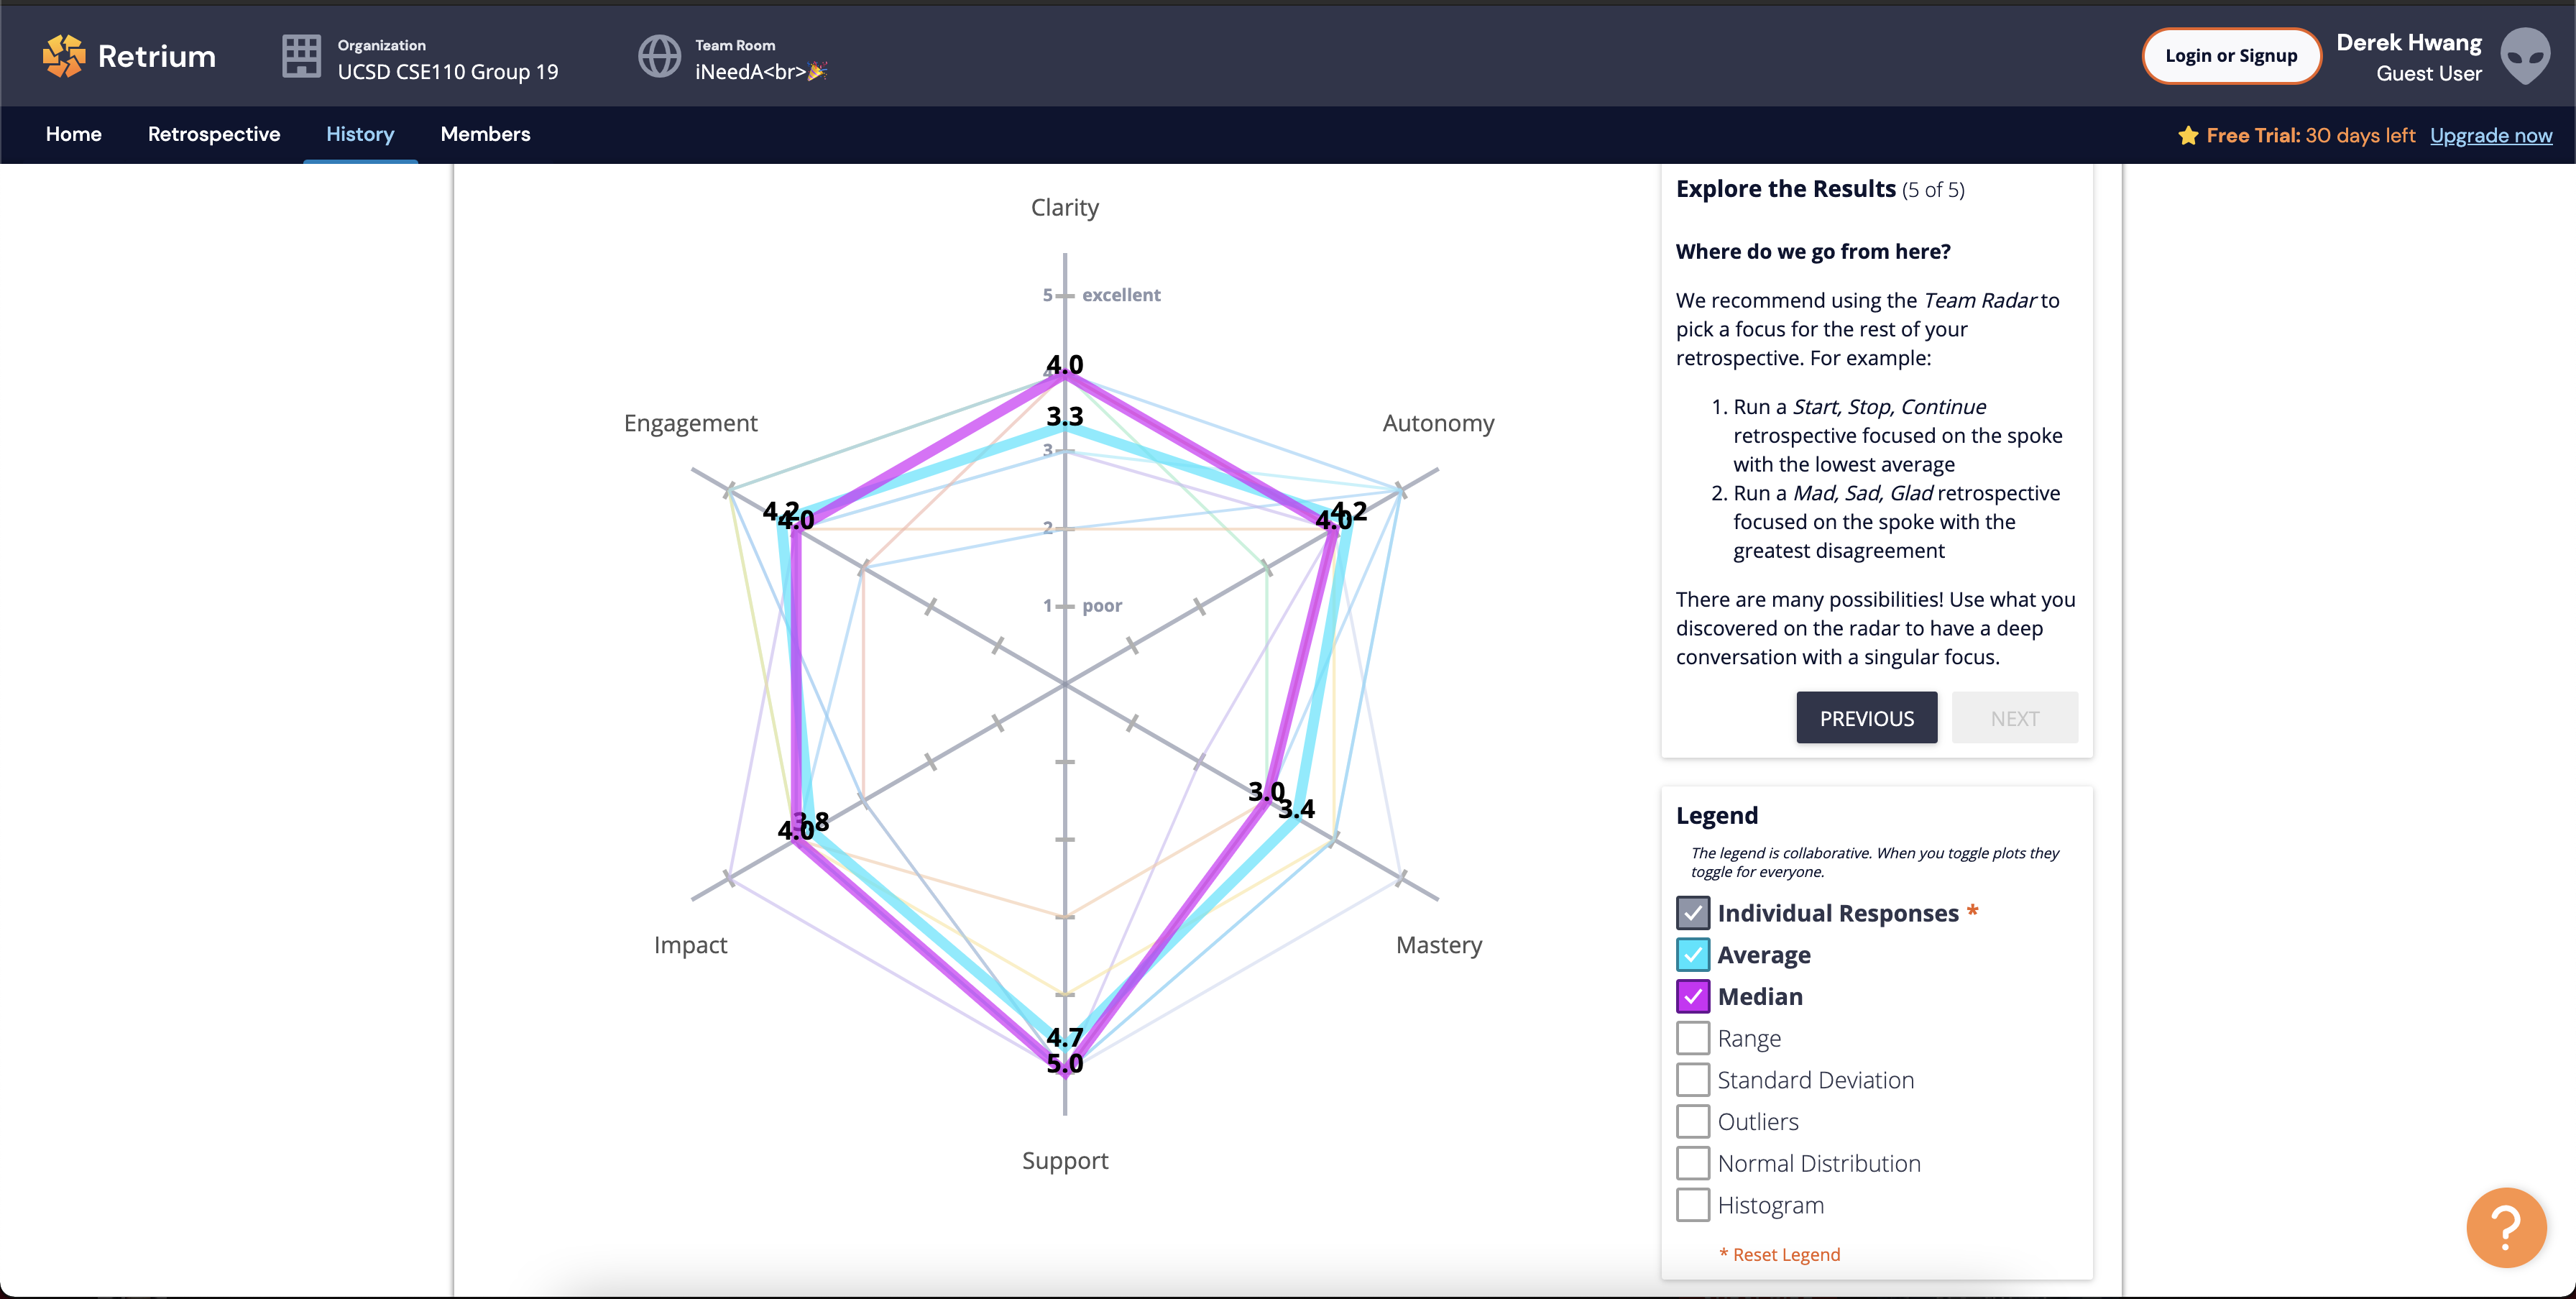 Retrium
Organization
UCSD CSE110 Group 19
Team Room
iNeedA<br>🎉
Login or Signup
Derek Hwang
Guest User
Home
Retrospective
History
Members
Free Trial: 30 days left
Upgrade now
Clarity
5
excellent
4.0
3.3
3
2
1
poor
Engagement
4.2
4.0
Autonomy
4.2
4.0
3.0
3.4
3.8
4.0
Impact
Mastery
4.7
5.0
Support
Explore the Results (5 of 5)
Where do we go from here?
We recommend using the Team Radar to
pick a focus for the rest of your
retrospective. For example:
1. Run a Start, Stop, Continue
retrospective focused on the spoke
with the lowest average
2. Run a Mad, Sad, Glad retrospective
focused on the spoke with the
greatest disagreement
There are many possibilities! Use what you
discovered on the radar to have a deep
conversation with a singular focus.
PREVIOUS
NEXT
Legend
The legend is collaborative. When you toggle plots they
toggle for everyone.
Individual Responses *
Average
Median
Range
Standard Deviation
Outliers
Normal Distribution
Histogram
* Reset Legend
?